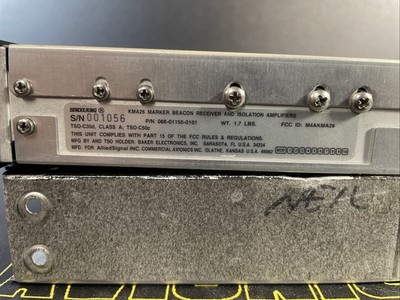 BENDIX/KING® KMA26 MARKER BEACON RECEIVER AND ISOLATION AMPLIFIERS
S/N 001056 P/N 066-01155-0101 WT. 1.7 LBS. FCC ID: M4AKMA26
TSO-C35d, CLASS A; TSO-C50c
THIS UNIT COMPLIES WITH PART 15 OF THE FCC RULES & REGULATIONS.
MFG BY AND TSO HOLDER: BAKER ELECTRONICS, INC. SARASOTA, FL U.S.A. 34234
MFG. FOR AlliedSignal INC. COMMERCIAL AVIONICS INC. OLATHE, KANSAS U.S.A. 66062 MOD